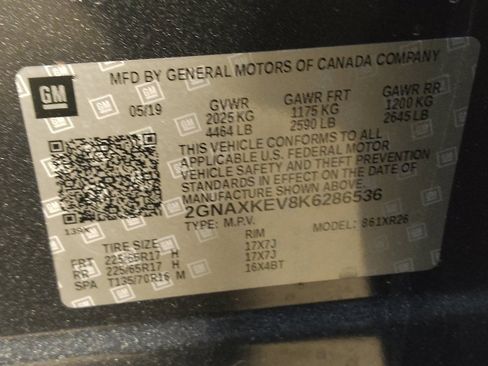 GM
MFD BY GENERAL MOTORS OF CANADA COMPANY
05/19 GVWR GAWR FRT GAWR RR
2025 KG 1175 KG 1200 KG
4464 LB 2590 LB 2645 LB
THIS VEHICLE CONFORMS TO ALL
APPLICABLE U.S. FEDERAL MOTOR
VEHICLE SAFETY AND THEFT PREVENTION
STANDARDS IN EFFECT ON THE DATE OF
MANUFACTURE SHOWN ABOVE.
2GNAXKEV8K6286536
TYPE: M.P.V. MODEL: 861XR26
139X
TIRE SIZE RIM
FRT 225/65R17 H 17X7J
RR 225/65R17 H 17X7J
SPA T135/70R16 M 16X4BT